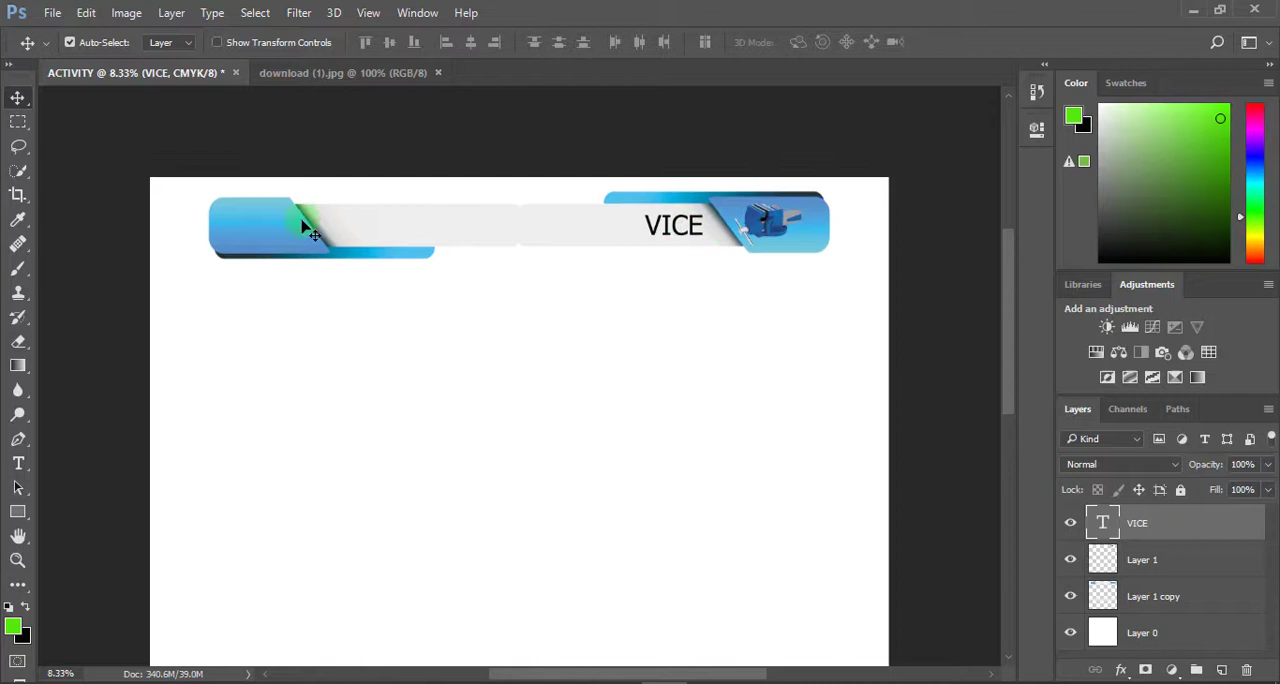 Ps File Edit Image Layer Type Select Filter 3D View Window Help
Auto-Select: Layer Show Transform Controls 3D Mode:
ACTIVITY @ 8.33% (VICE, CMYK/8) * × download (1).jpg @ 100% (RGB/8) ×
Color Swatches
VICE
Libraries Adjustments
Add an adjustment
Layers Channels Paths
Kind
Normal Opacity: 100%
Lock: Fill: 100%
T VICE
Layer 1
Layer 1 copy
Layer 0
8.33% Doc: 340.6M/39.0M